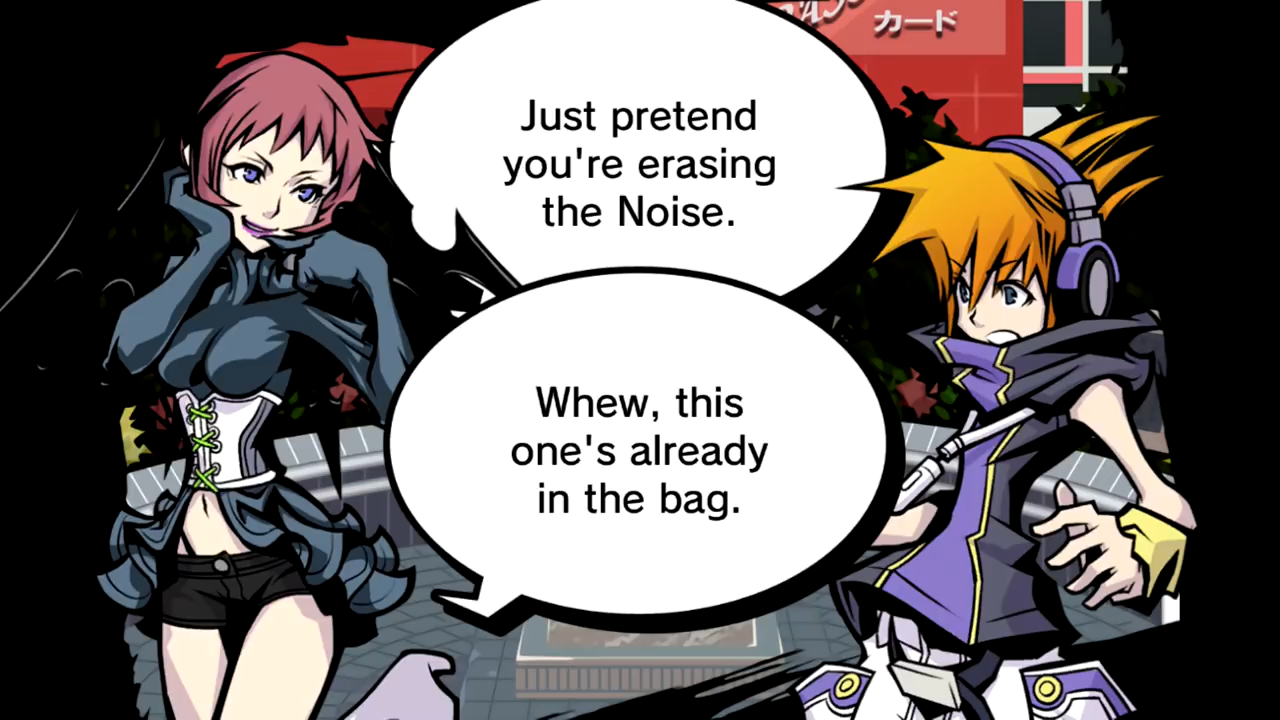 カード
Just pretend
you're erasing
the Noise.
Whew, this
one's already
in the bag.